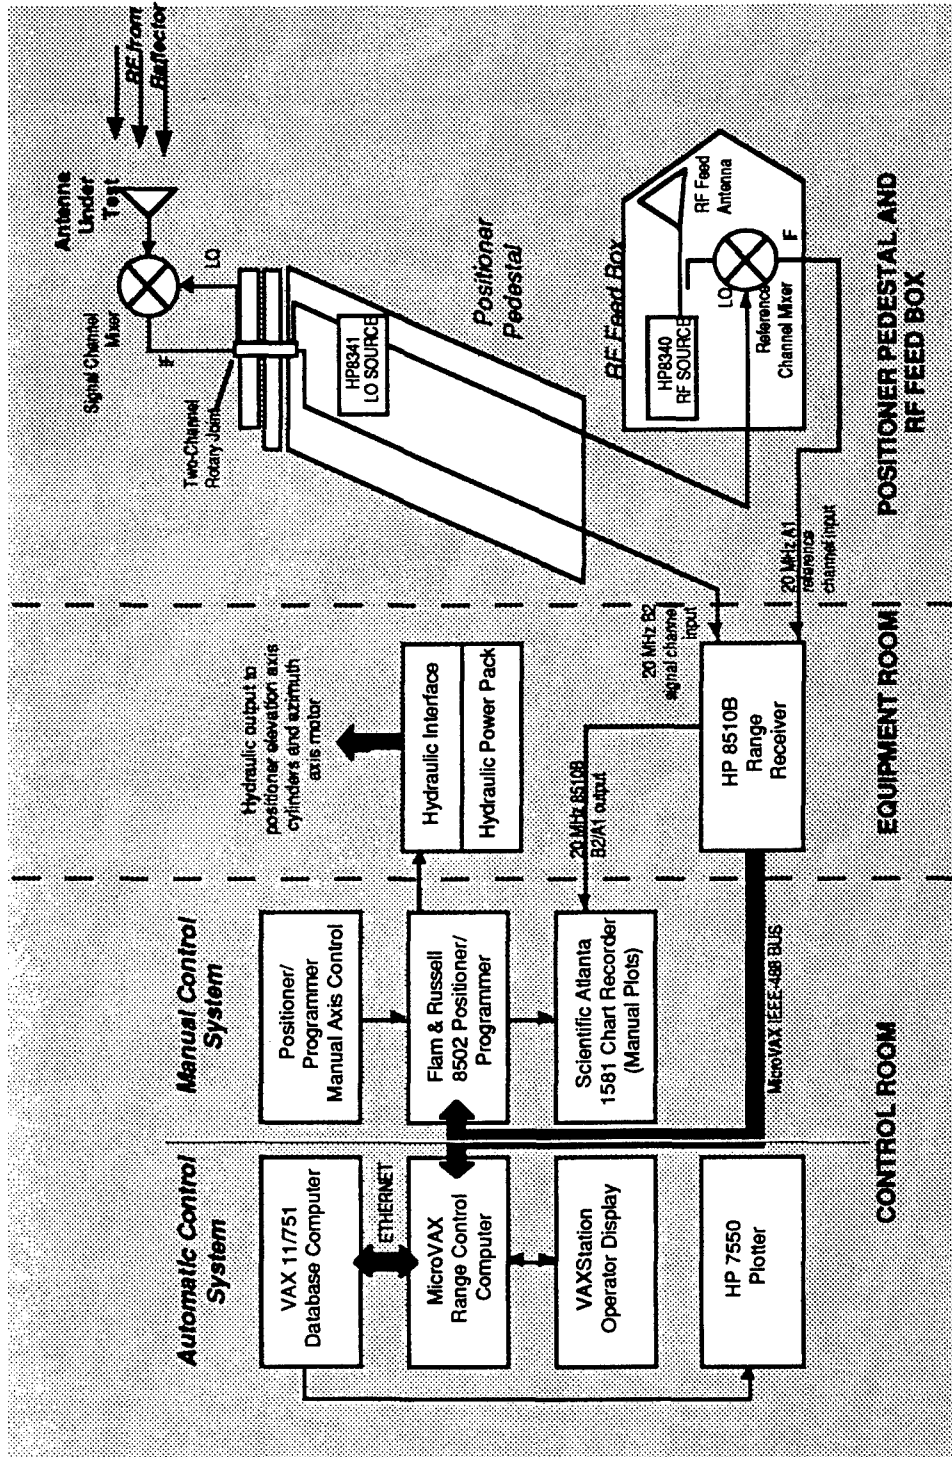 Automatic Control
System
Manual Control
System
VAX 11/751
Database Computer
ETHERNET
MicroVAX
Range Control
Computer
VAXStation
Operator Display
HP 7550
Plotter
Positioner/
Programmer
Manual Axis Control
Flam & Russell
8502 Positioner/
Programmer
Scientific Atlanta
1581 Chart Recorder
(Manual Plots)
MicroVAX IEEE-488 BUS
CONTROL ROOM
Hydraulic output to
positioner elevation axis
cylinders and azimuth
axis motor
Hydraulic Interface
Hydraulic Power Pack
20 MHz 8510B
B2/A1 output
20 MHz B2
signal channel
input
HP 8510B
Range
Receiver
EQUIPMENT ROOM
RF from
Reflector
Antenna
Under
Test
Signal Channel
Mixer
LO
IF
Two-Channel
Rotary Joint
HP8341
LO SOURCE
Positioner
Pedestal
RF Feed Box
HP8340
RF SOURCE
RF Feed
Antenna
LO
Reference
Channel Mixer
IF
20 MHz A1
reference
channel input
POSITIONER PEDESTAL AND
RF FEED BOX